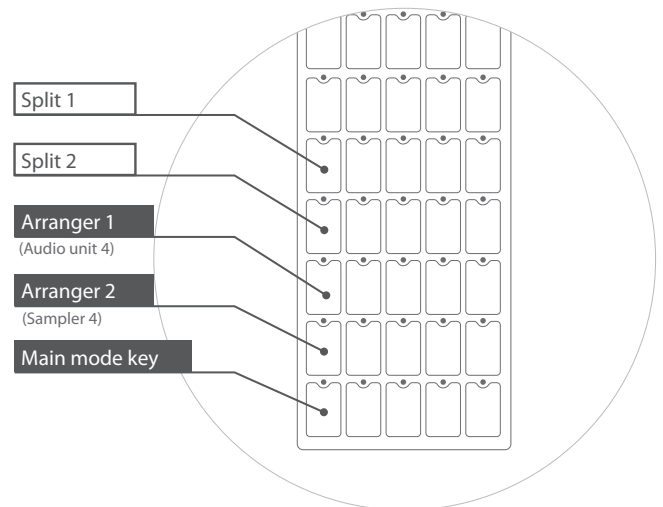 Split 1
Split 2
Arranger 1
(Audio unit 4)
Arranger 2
(Sampler 4)
Main mode key